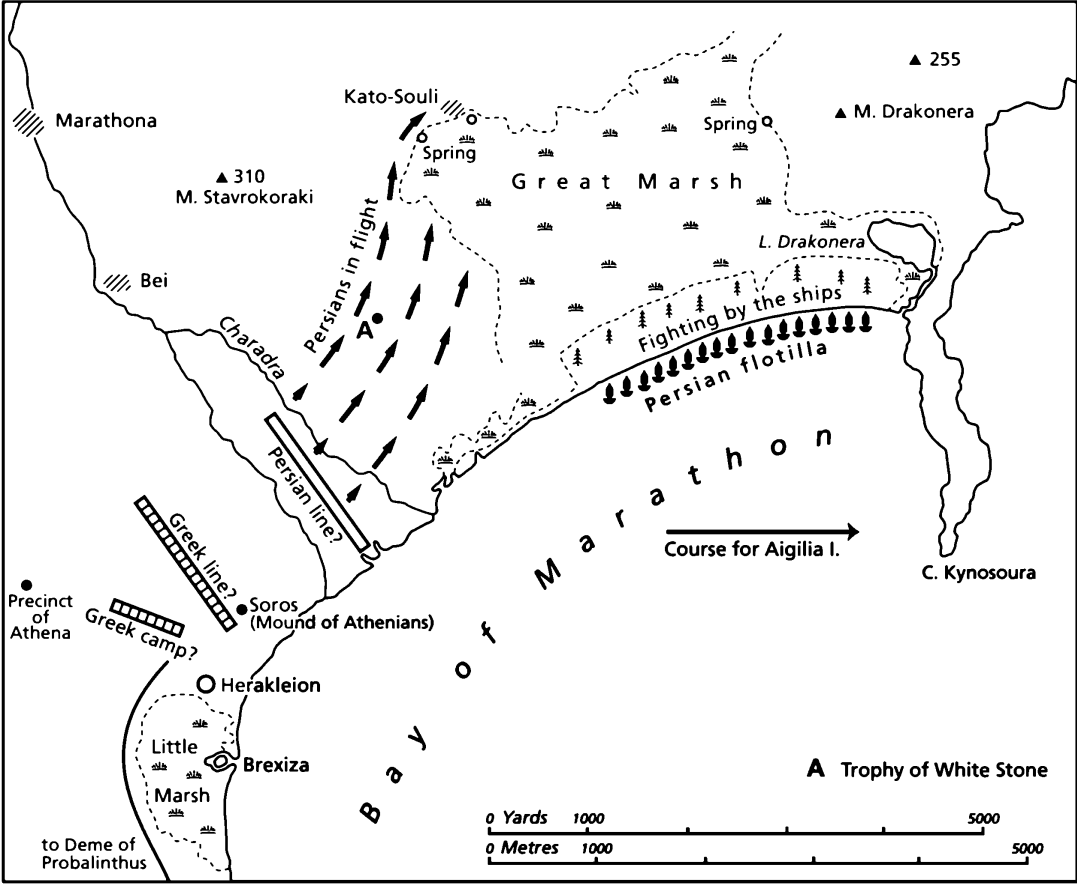 255
Kato-Souli
M. Drakonera
Marathona
Spring
Spring
310
M. Stavrokoraki
Great Marsh
Persians in flight
L. Drakonera
Bei
A
Charadra
Fighting by the ships
Persian flotilla
Persian line?
Bay of Marathon
Greek line?
Course for Aigilia I.
C. Kynosoura
Precinct
of
Athena
Soros
(Mound of Athenians)
Greek camp?
Herakleion
Little
Marsh
Brexiza
A Trophy of White Stone
to Deme of
Probalinthus
0 Yards 1000 5000
0 Metres 1000 5000